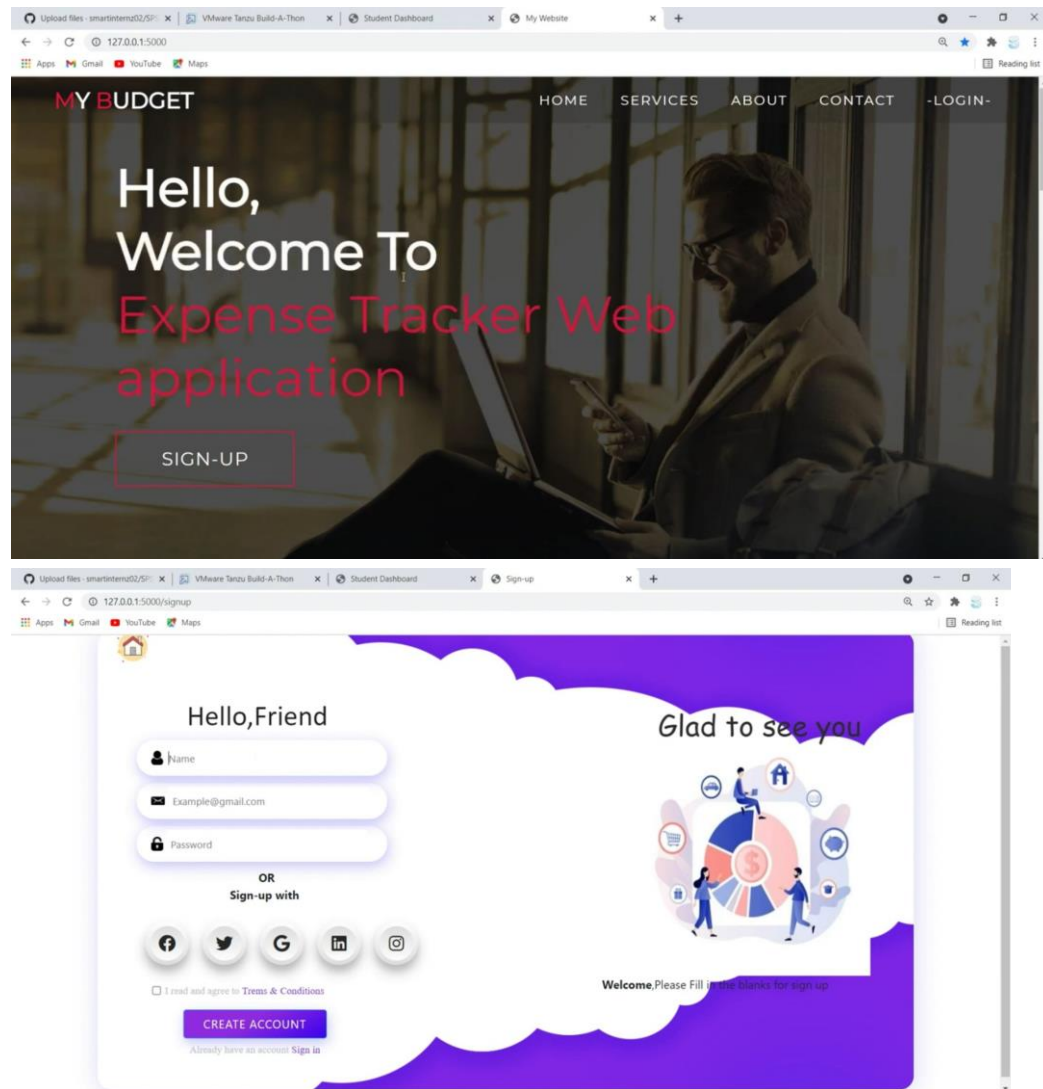 Upload files · smartinternz02/SPS
VMware Tanzu Build-A-Thon
Student Dashboard
My Website
127.0.0.1:5000
Apps
Gmail
YouTube
Maps
Reading list
MY BUDGET
HOME
SERVICES
ABOUT
CONTACT
-LOGIN-
Hello,
Welcome To
Expense Tracker Web
application
SIGN-UP
Upload files · smartinternz02/SP
VMware Tanzu Build-A-Thon
Student Dashboard
Sign-up
127.0.0.1:5000/signup
Apps
Gmail
YouTube
Maps
Reading list
Hello,Friend
Name
Example@gmail.com
Password
OR
Sign-up with
I read and agree to Trems & Conditions
CREATE ACCOUNT
Already have an account Sign in
Glad to see you
Welcome,Please Fill in the blanks for sign up